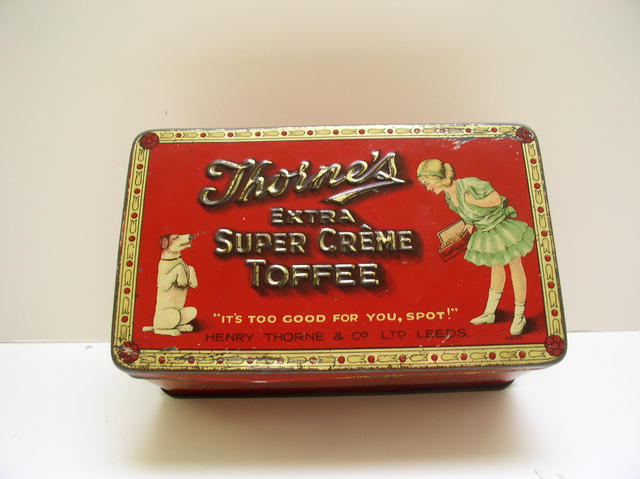 Thorne's
EXTRA
SUPER CRÈME
TOFFEE
"IT'S TOO GOOD FOR YOU, SPOT!"
HENRY THORNE & CO LTD LEEDS.